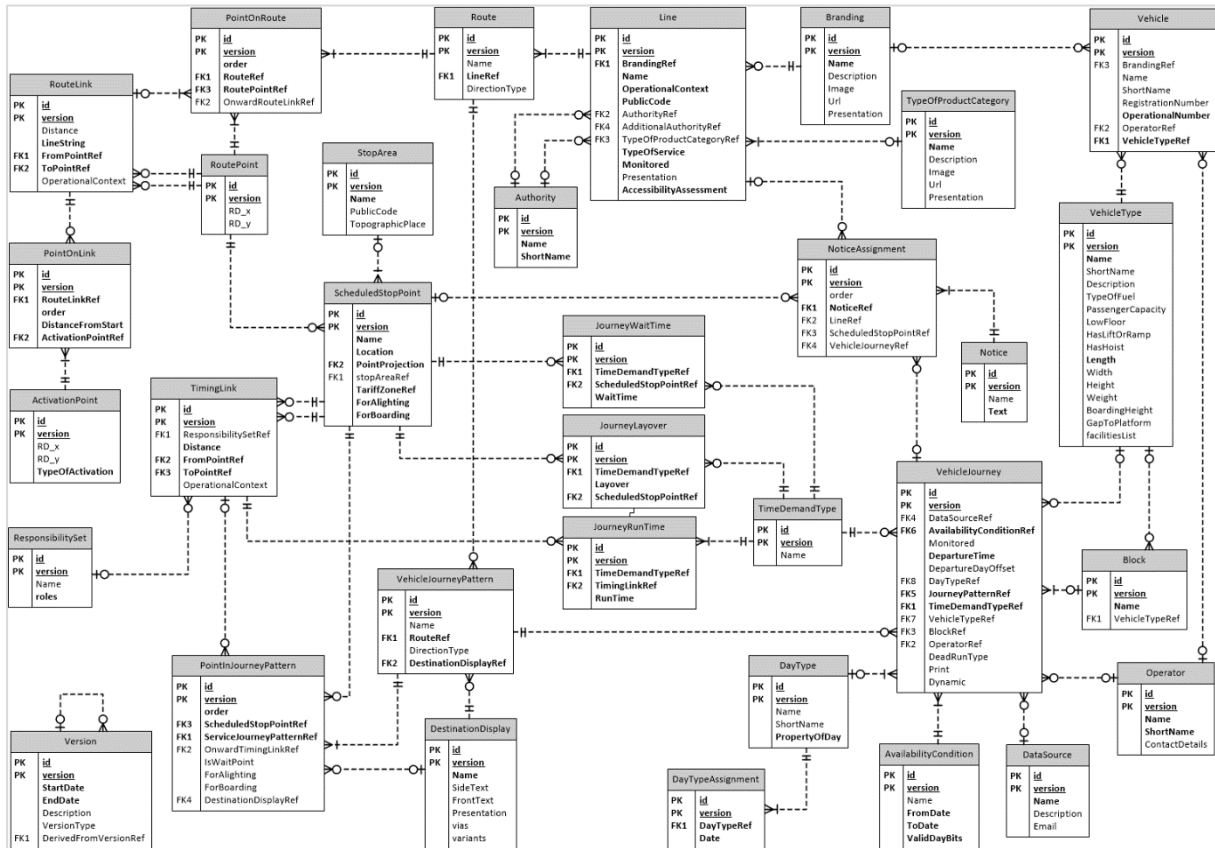 PointOnRoute
PK id
PK version
order
FK1 RouteRef
FK3 RoutePointRef
FK2 OnwardRouteLinkRef
Route
PK id
PK version
Name
FK1 LineRef
DirectionType
Line
PK id
PK version
FK1 BrandingRef
Name
OperationalContext
PublicCode
FK2 AuthorityRef
FK4 AdditionalAuthorityRef
FK3 TypeOfProductCategoryRef
TypeOfService
Monitored
Presentation
AccessibilityAssessment
Branding
PK id
PK version
Name
Description
Image
Url
Presentation
Vehicle
PK id
PK version
FK3 BrandingRef
Name
ShortName
RegistrationNumber
OperationalNumber
FK2 OperatorRef
FK1 VehicleTypeRef
RouteLink
PK id
PK version
Distance
LineString
FK1 FromPointRef
FK2 ToPointRef
OperationalContext
RoutePoint
PK id
PK version
RD_x
RD_y
StopArea
PK id
PK version
Name
PublicCode
TopographicPlace
Authority
PK id
PK version
Name
ShortName
TypeOfProductCategory
PK id
PK version
Name
Description
Image
Url
Presentation
VehicleType
PK id
PK version
Name
ShortName
Description
TypeOfFuel
PassengerCapacity
LowFloor
HasLiftOrRamp
HasHoist
Length
Width
Height
Weight
BoardingHeight
GapToPlatform
facilitiesList
PointOnLink
PK id
PK version
FK1 RouteLinkRef
order
DistanceFromStart
FK2 ActivationPointRef
ScheduledStopPoint
PK id
PK version
Name
Location
FK2 PointProjection
FK1 stopAreaRef
TariffZoneRef
ForAlighting
ForBoarding
NoticeAssignment
PK id
PK version
order
FK1 NoticeRef
FK2 LineRef
FK3 ScheduledStopPointRef
FK4 VehicleJourneyRef
JourneyWaitTime
PK id
PK version
FK1 TimeDemandTypeRef
FK2 ScheduledStopPointRef
WaitTime
Notice
PK id
PK version
Name
Text
ActivationPoint
PK id
PK version
RD_x
RD_y
TypeOfActivation
TimingLink
PK id
PK version
FK1 ResponsibilitySetRef
Distance
FK2 FromPointRef
FK3 ToPointRef
OperationalContext
JourneyLayover
PK id
PK version
FK1 TimeDemandTypeRef
Layover
FK2 ScheduledStopPointRef
JourneyRunTime
PK id
PK version
FK1 TimeDemandTypeRef
FK2 TimingLinkRef
RunTime
TimeDemandType
PK id
PK version
Name
VehicleJourney
PK id
PK version
FK4 DataSourceRef
FK6 AvailabilityConditionRef
Monitored
DepartureTime
DepartureDayOffset
FK8 DayTypeRef
FK5 JourneyPatternRef
FK1 TimeDemandTypeRef
FK7 VehicleTypeRef
FK3 BlockRef
FK2 OperatorRef
DeadRunType
Print
Dynamic
Block
PK id
PK version
Name
FK1 VehicleTypeRef
ResponsibilitySet
PK id
PK version
Name
roles
VehicleJourneyPattern
PK id
PK version
Name
FK1 RouteRef
DirectionType
FK2 DestinationDisplayRef
PointInJourneyPattern
PK id
PK version
order
FK3 ScheduledStopPointRef
FK1 ServiceJourneyPatternRef
FK2 OnwardTimingLinkRef
IsWaitPoint
ForAlighting
ForBoarding
FK4 DestinationDisplayRef
DayType
PK id
PK version
Name
ShortName
PropertyOfDay
Operator
PK id
PK version
Name
ShortName
ContactDetails
Version
PK id
PK version
StartDate
EndDate
Description
VersionType
FK1 DerivedFromVersionRef
DestinationDisplay
PK id
PK version
Name
SideText
FrontText
Presentation
vias
variants
DayTypeAssignment
PK id
PK version
FK1 DayTypeRef
Date
AvailabilityCondition
PK id
PK version
Name
FromDate
ToDate
ValidDayBits
DataSource
PK id
PK version
Name
Description
Email